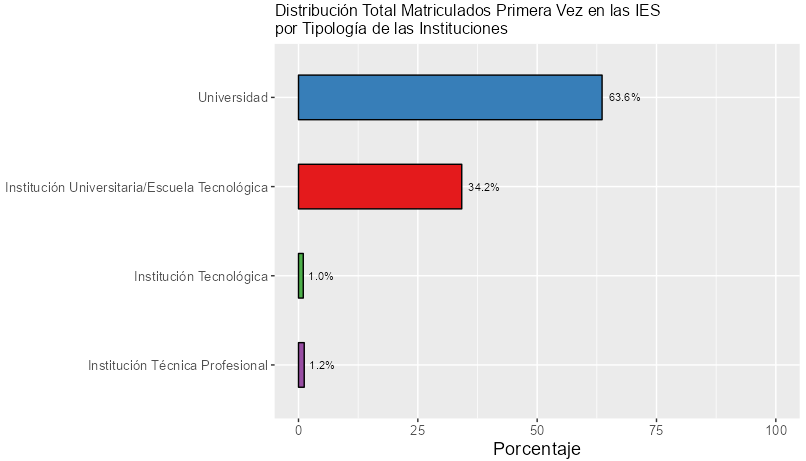 Distribución Total Matriculados Primera Vez en las IES
por Tipología de las Instituciones
Universidad
63.6%
Institución Universitaria/Escuela Tecnológica
34.2%
Institución Tecnológica
1.0%
Institución Técnica Profesional
1.2%
0 25 50 75 100
Porcentaje